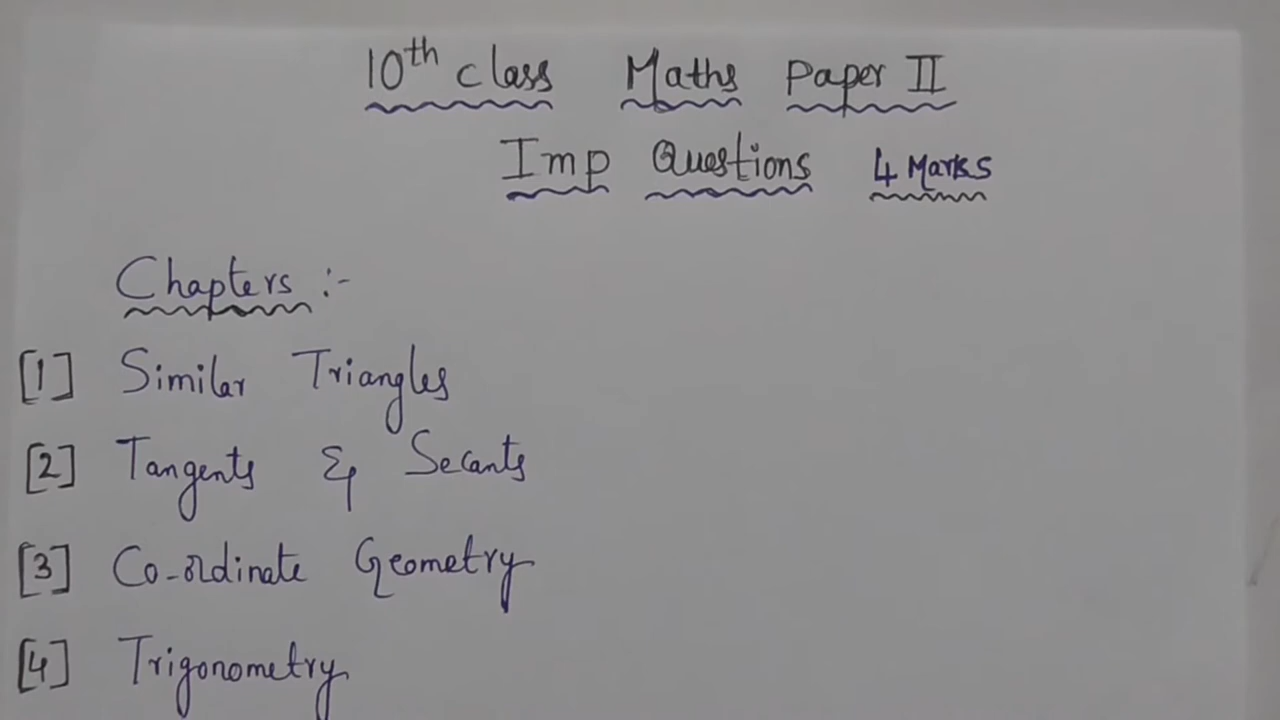 10th class Maths Paper II
Imp Questions 4 Marks
Chapters :-
[1] Similar Triangles
[2] Tangents & Secants
[3] Co-ordinate Geometry
[4] Trigonometry